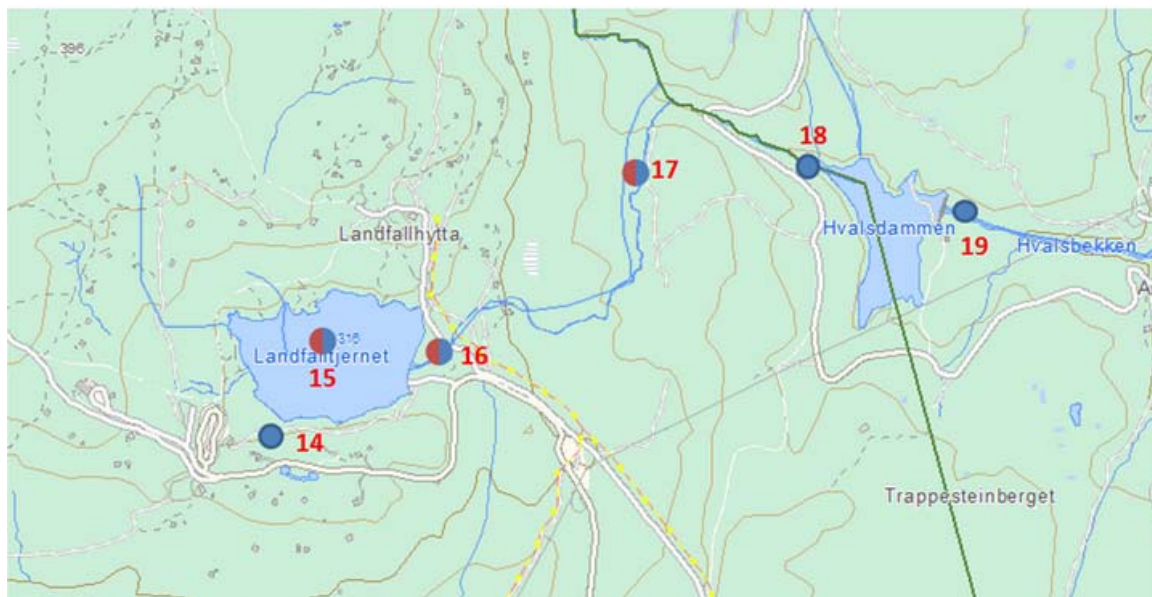 396
18
17
Landfallhytta
Hvalsdammen
19
Hvalsbekken
A
316
Landfalltjernet
16
15
14
Trappesteinberget